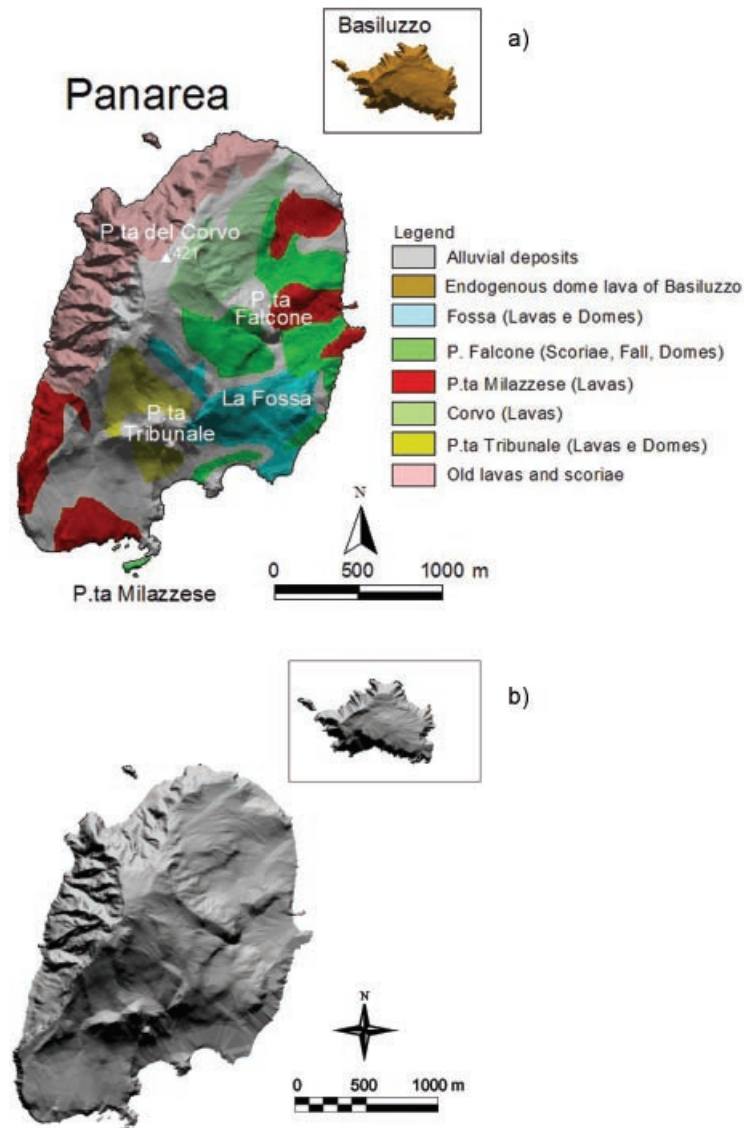 Basiluzzo
a)
Panarea
P.ta del Corvo
421
P.ta
Falcone
La Fossa
P.ta
Tribunale
P.ta Milazzese
Legend
Alluvial deposits
Endogenous dome lava of Basiluzzo
Fossa (Lavas e Domes)
P. Falcone (Scoriae, Fall, Domes)
P.ta Milazzese (Lavas)
Corvo (Lavas)
P.ta Tribunale (Lavas e Domes)
Old lavas and scoriae
N
0 500 1000 m
b)
N
0 500 1000 m